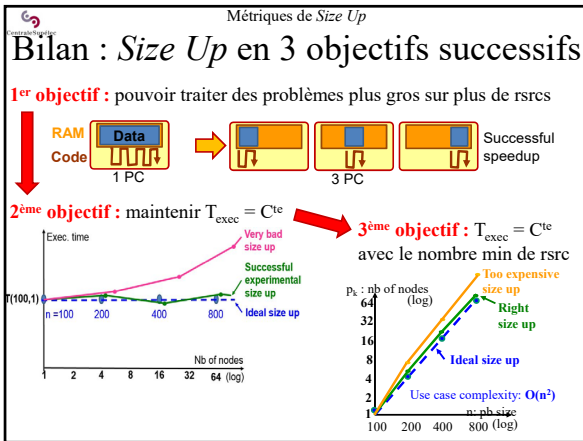 CentraleSupélec
Métriques de Size Up
Bilan : Size Up en 3 objectifs successifs
1er objectif : pouvoir traiter des problèmes plus gros sur plus de rsrcs
RAM
Data
Code
Successful
speedup
1 PC
3 PC
2ème objectif : maintenir Texec = Cte
3ème objectif : Texec = Cte
avec le nombre min de rsrc
Exec. time
Very bad
size up
Successful
experimental
size up
T(100,1)
n =100 200 400 800
Ideal size up
Nb of nodes
1 2 4 8 16 32 64 (log)
pk : nb of nodes
(log)
Too expensive
size up
Right
size up
Ideal size up
64
32
16
8
4
2
1
Use case complexity: O(n2)
n: pb size
100 200 400 800 (log)